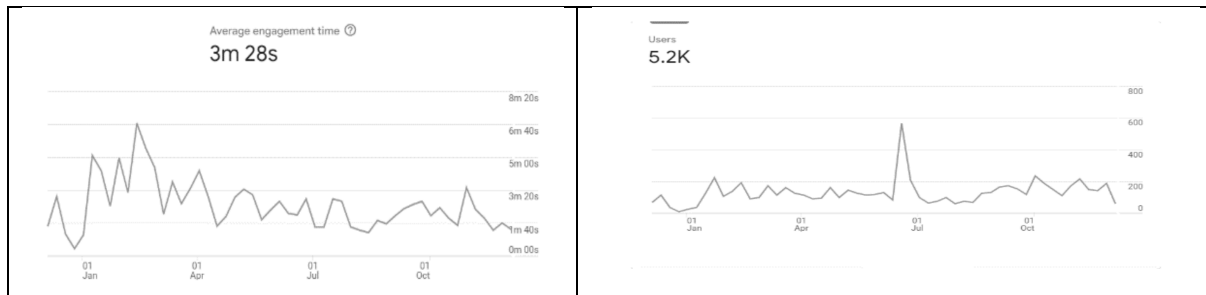 Average engagement time ?
3m 28s
8m 20s
6m 40s
5m 00s
3m 20s
1m 40s
0m 00s
01 01 01 01
Jan Apr Jul Oct
Users
5.2K
800
600
400
200
0
01 01 01 01
Jan Apr Jul Oct